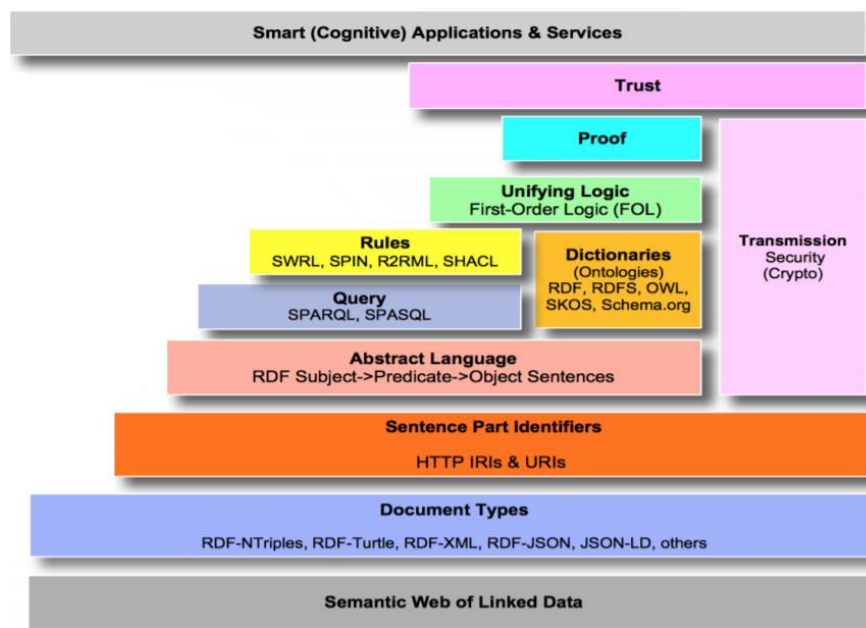 Smart (Cognitive) Applications & Services
Trust
Proof
Unifying Logic
First-Order Logic (FOL)
Rules
SWRL, SPIN, R2RML, SHACL
Dictionaries
(Ontologies)
RDF, RDFS, OWL,
SKOS, Schema.org
Transmission
Security
(Crypto)
Query
SPARQL, SPASQL
Abstract Language
RDF Subject->Predicate->Object Sentences
Sentence Part Identifiers
HTTP IRIs & URIs
Document Types
RDF-NTriples, RDF-Turtle, RDF-XML, RDF-JSON, JSON-LD, others
Semantic Web of Linked Data